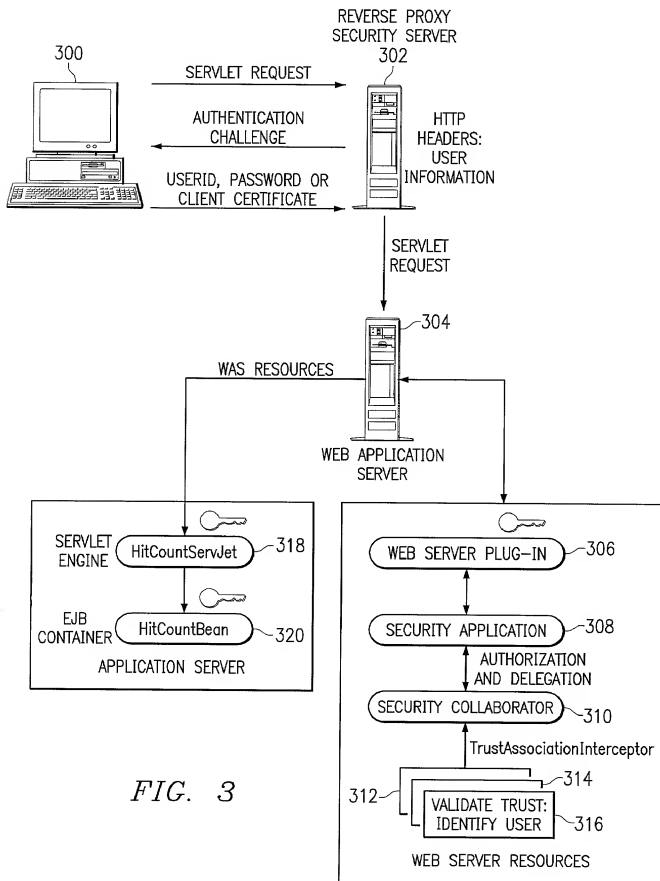 REVERSE PROXY
SECURITY SERVER
302
300
SERVLET REQUEST
AUTHENTICATION
CHALLENGE
HTTP
HEADERS:
USER
INFORMATION
USERID, PASSWORD OR
CLIENT CERTIFICATE
SERVLET
REQUEST
304
WAS RESOURCES
WEB APPLICATION
SERVER
SERVLET
ENGINE
HitCountServJet
318
EJB
CONTAINER
HitCountBean
320
APPLICATION SERVER
WEB SERVER PLUG-IN
306
SECURITY APPLICATION
308
AUTHORIZATION
AND DELEGATION
SECURITY COLLABORATOR
310
TrustAssociationInterceptor
312
314
VALIDATE TRUST:
IDENTIFY USER
316
WEB SERVER RESOURCES
FIG. 3